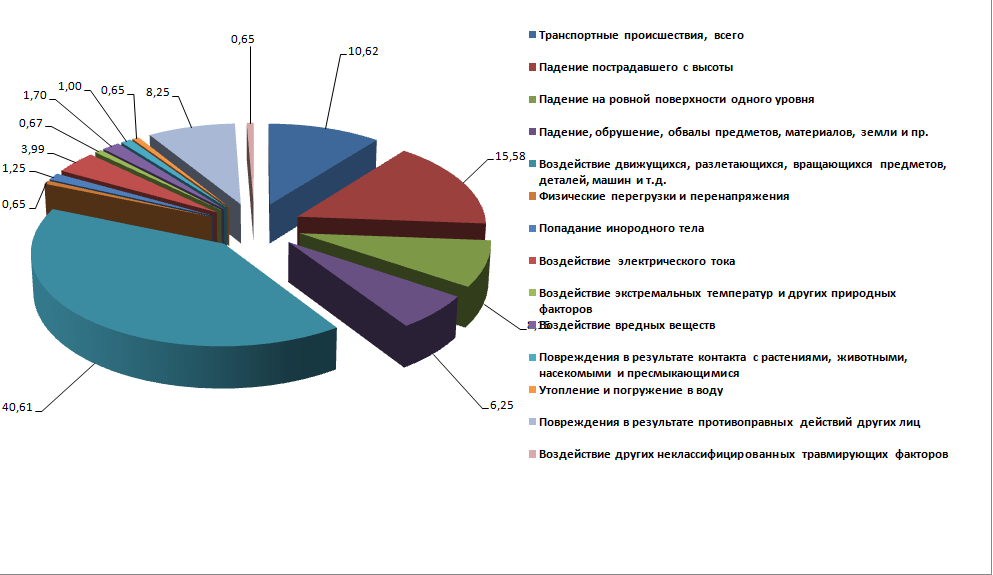 0,65
10,62
1,00
0,65
8,25
1,70
0,67
3,99
15,58
1,25
0,65
40,61
6,25
Транспортные происшествия, всего
Падение пострадавшего с высоты
Падение на ровной поверхности одного уровня
Падение, обрушение, обвалы предметов, материалов, земли и пр.
Воздействие движущихся, разлетающихся, вращающихся предметов,
деталей, машин и т.д.
Физические перегрузки и перенапряжения
Попадание инородного тела
Воздействие электрического тока
Воздействие экстремальных температур и других природных
факторов
Воздействие вредных веществ
Повреждения в результате контакта с растениями, животными,
насекомыми и пресмыкающимися
Утопление и погружение в воду
Повреждения в результате противоправных действий других лиц
Воздействие других неклассифицированных травмирующих факторов